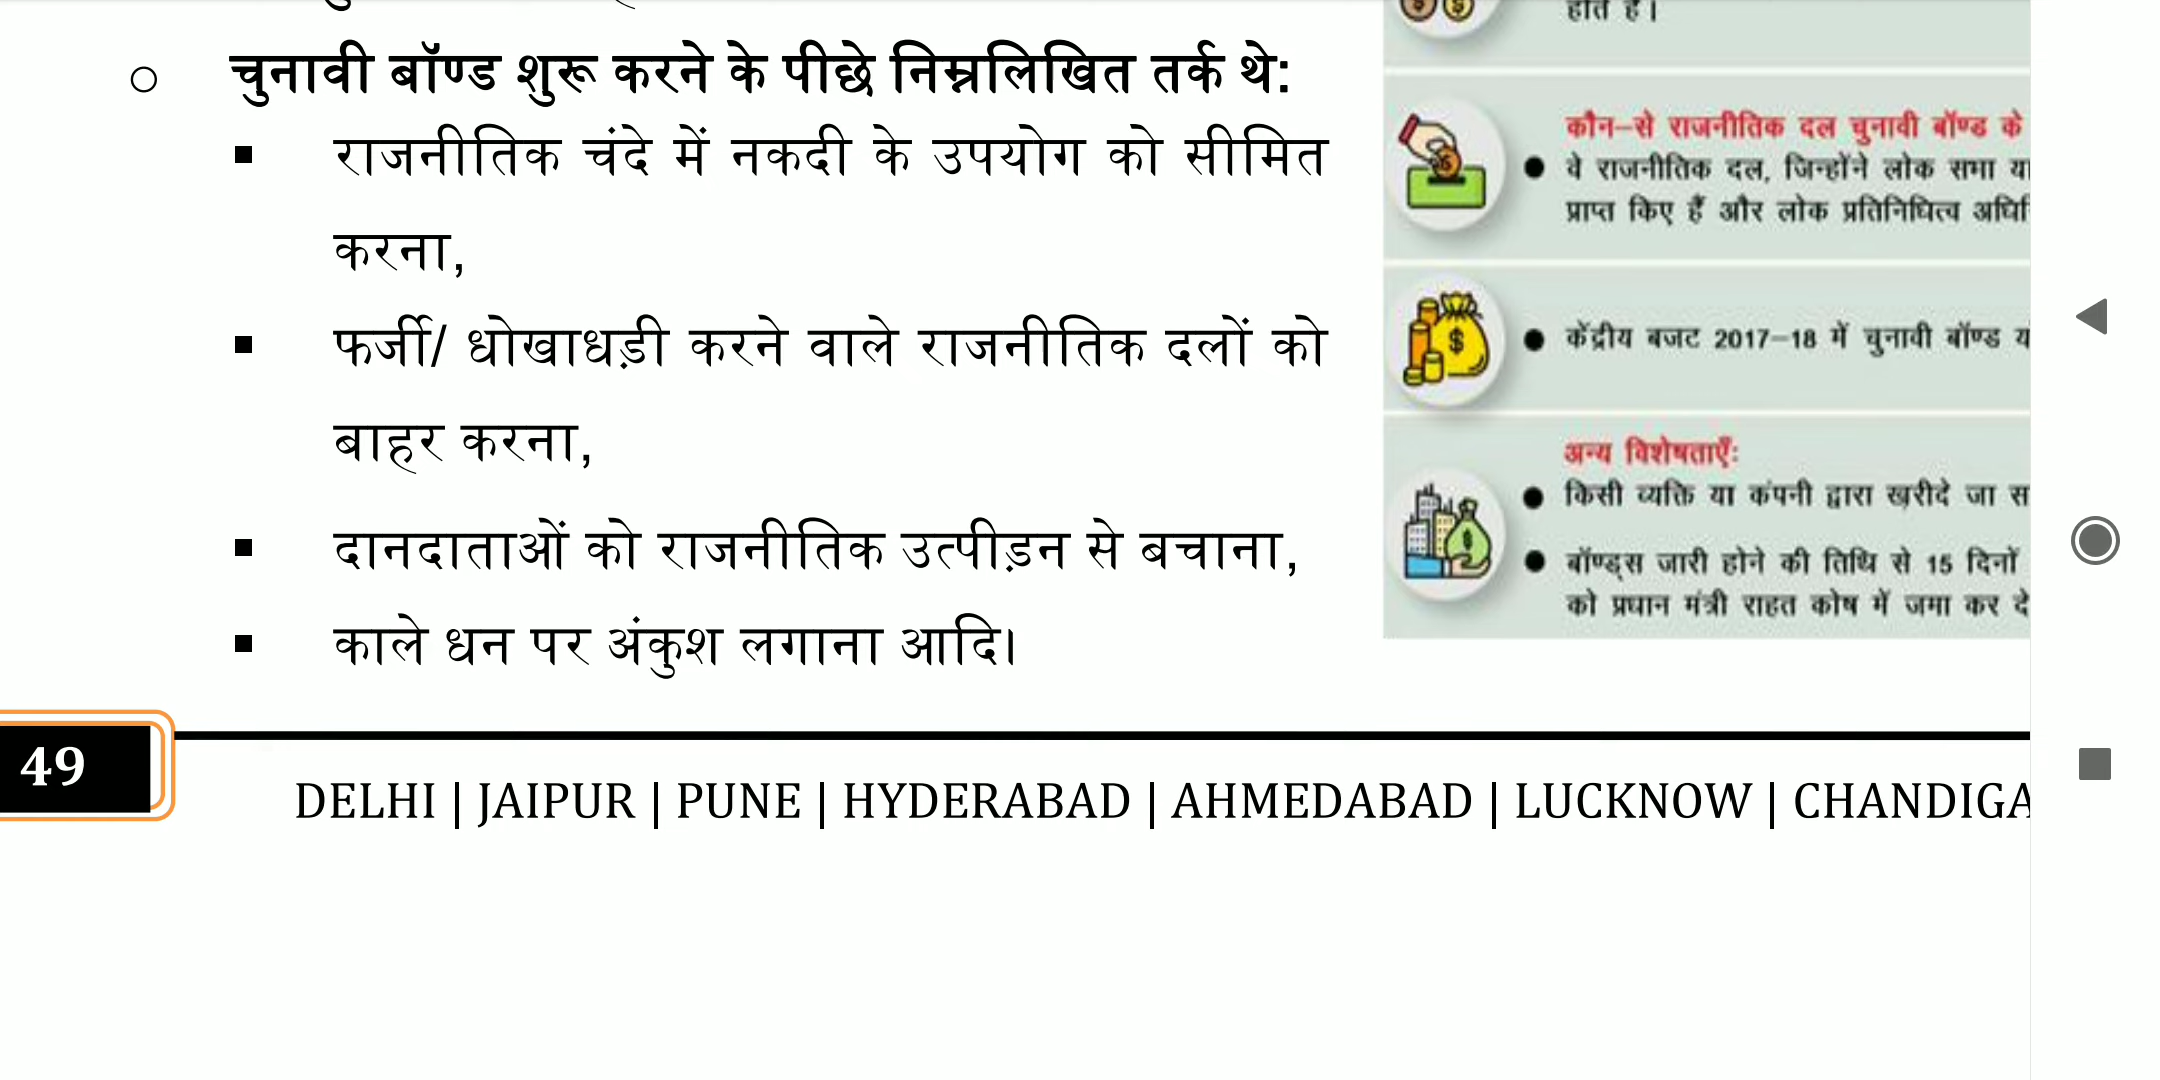 होते हैं।
चुनावी बॉण्ड शुरू करने के पीछे निम्नलिखित तर्क थे:
राजनीतिक चंदे में नकदी के उपयोग को सीमित
करना,
फर्जी/ धोखाधड़ी करने वाले राजनीतिक दलों को
बाहर करना,
दानदाताओं को राजनीतिक उत्पीड़न से बचाना,
काले धन पर अंकुश लगाना आदि।
कौन–से राजनीतिक दल चुनावी बॉण्ड के
वे राजनीतिक दल, जिन्होंने लोक सभा या
प्राप्त किए हैं और लोक प्रतिनिधित्व
केंद्रीय बजट 2017–18 में चुनावी बॉण्ड
अन्य विशेषताएँ:
किसी व्यक्ति या कंपनी द्वारा खरीदे जा
बॉण्ड्स जारी होने की तिथि से 15 दिनों
को प्रधान मंत्री राहत कोष में जमा कर
49
DELHI | JAIPUR | PUNE | HYDERABAD | AHMEDABAD | LUCKNOW | CHANDIGA